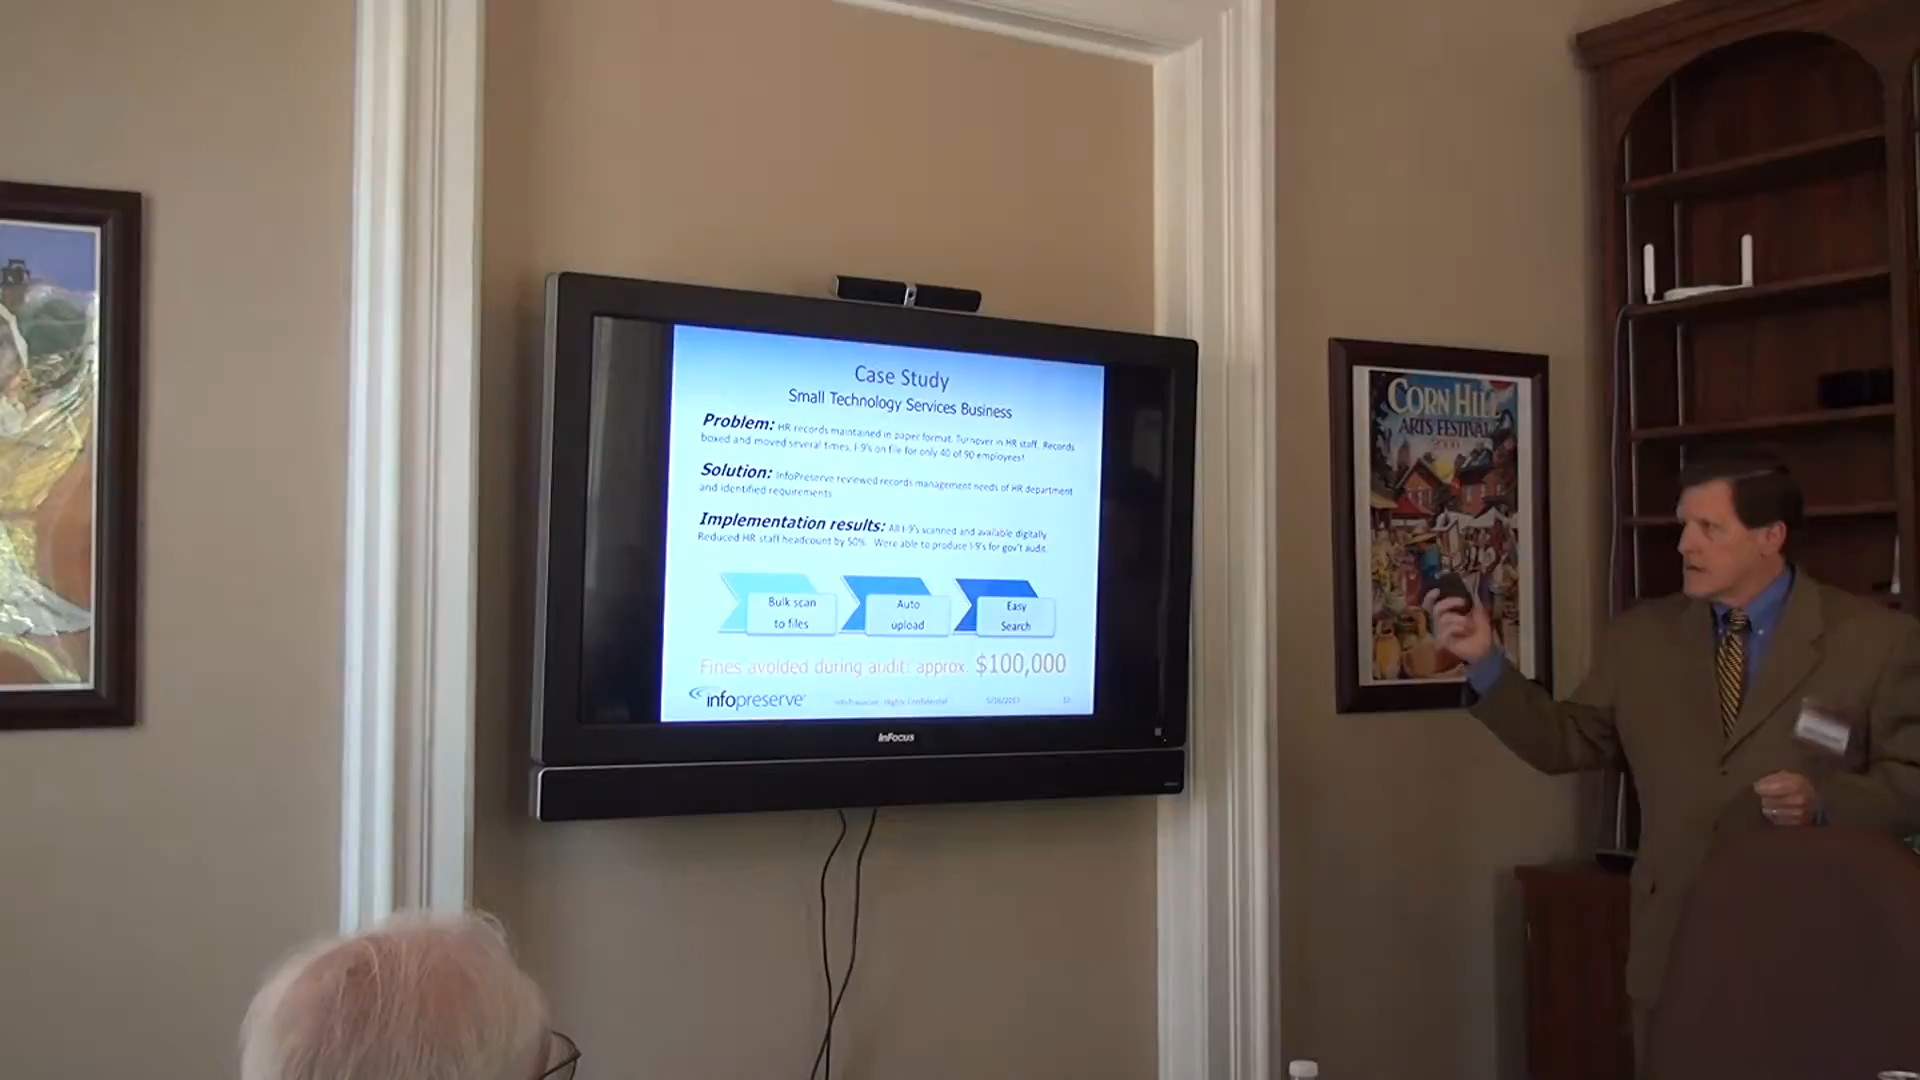 Case Study
Small Technology Services Business
Problem: HR records maintained in paper format. Turnover in HR staff. Records
boxed and moved several times. I-9's on file for only 40 of 90 employees!
Solution: InfoPreserve reviewed records management needs of HR department
and identified requirements
Implementation results: All I-9's scanned and available digitally
Reduced HR staff headcount by 50%. Were able to produce I-9's for gov't audit.
Bulk scan
to files
Auto
upload
Easy
Search
Fines avoided during audit: approx. $100,000
infopreserve
InfoPreserve - Highly Confidential
InFocus
CORN HILL
ARTS FESTIVAL
2000